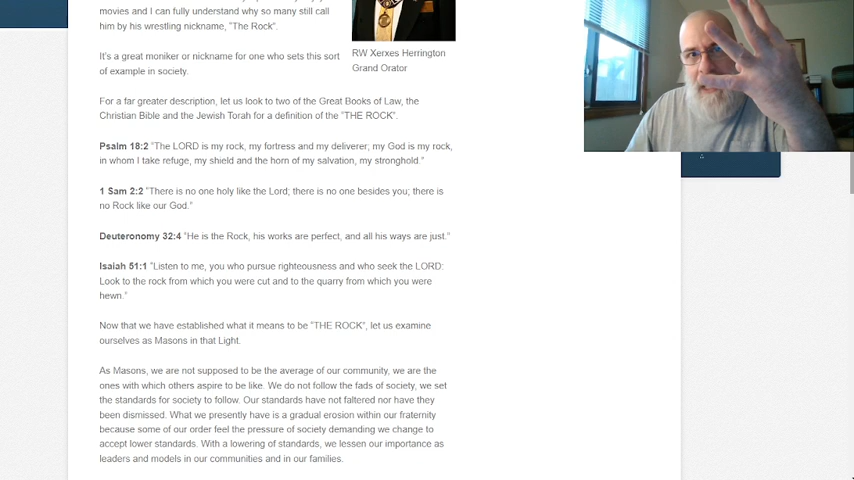 movies and I can fully understand why so many still call
him by his wrestling nickname, "The Rock".
It's a great moniker or nickname for one who sets this sort
of example in society.
RW Xerxes Herrington
Grand Orator
For a far greater description, let us look to two of the Great Books of Law, the
Christian Bible and the Jewish Torah for a definition of the "THE ROCK".
Psalm 18:2 "The LORD is my rock, my fortress and my deliverer; my God is my rock,
in whom I take refuge, my shield and the horn of my salvation, my stronghold."
1 Sam 2:2 "There is no one holy like the Lord; there is no one besides you; there is
no Rock like our God."
Deuteronomy 32:4 "He is the Rock, his works are perfect, and all his ways are just."
Isaiah 51:1 "Listen to me, you who pursue righteousness and who seek the LORD:
Look to the rock from which you were cut and to the quarry from which you were
hewn."
Now that we have established what it means to be "THE ROCK", let us examine
ourselves as Masons in that Light.
As Masons, we are not supposed to be the average of our community, we are the
ones with which others aspire to be like. We do not follow the fads of society, we set
the standards for society to follow. Our standards have not faltered nor have they
been dismissed. What we presently have is a gradual erosion within our fraternity
because some of our order feel the pressure of society demanding we change to
accept lower standards. With a lowering of standards, we lessen our importance as
leaders and models in our communities and in our families.